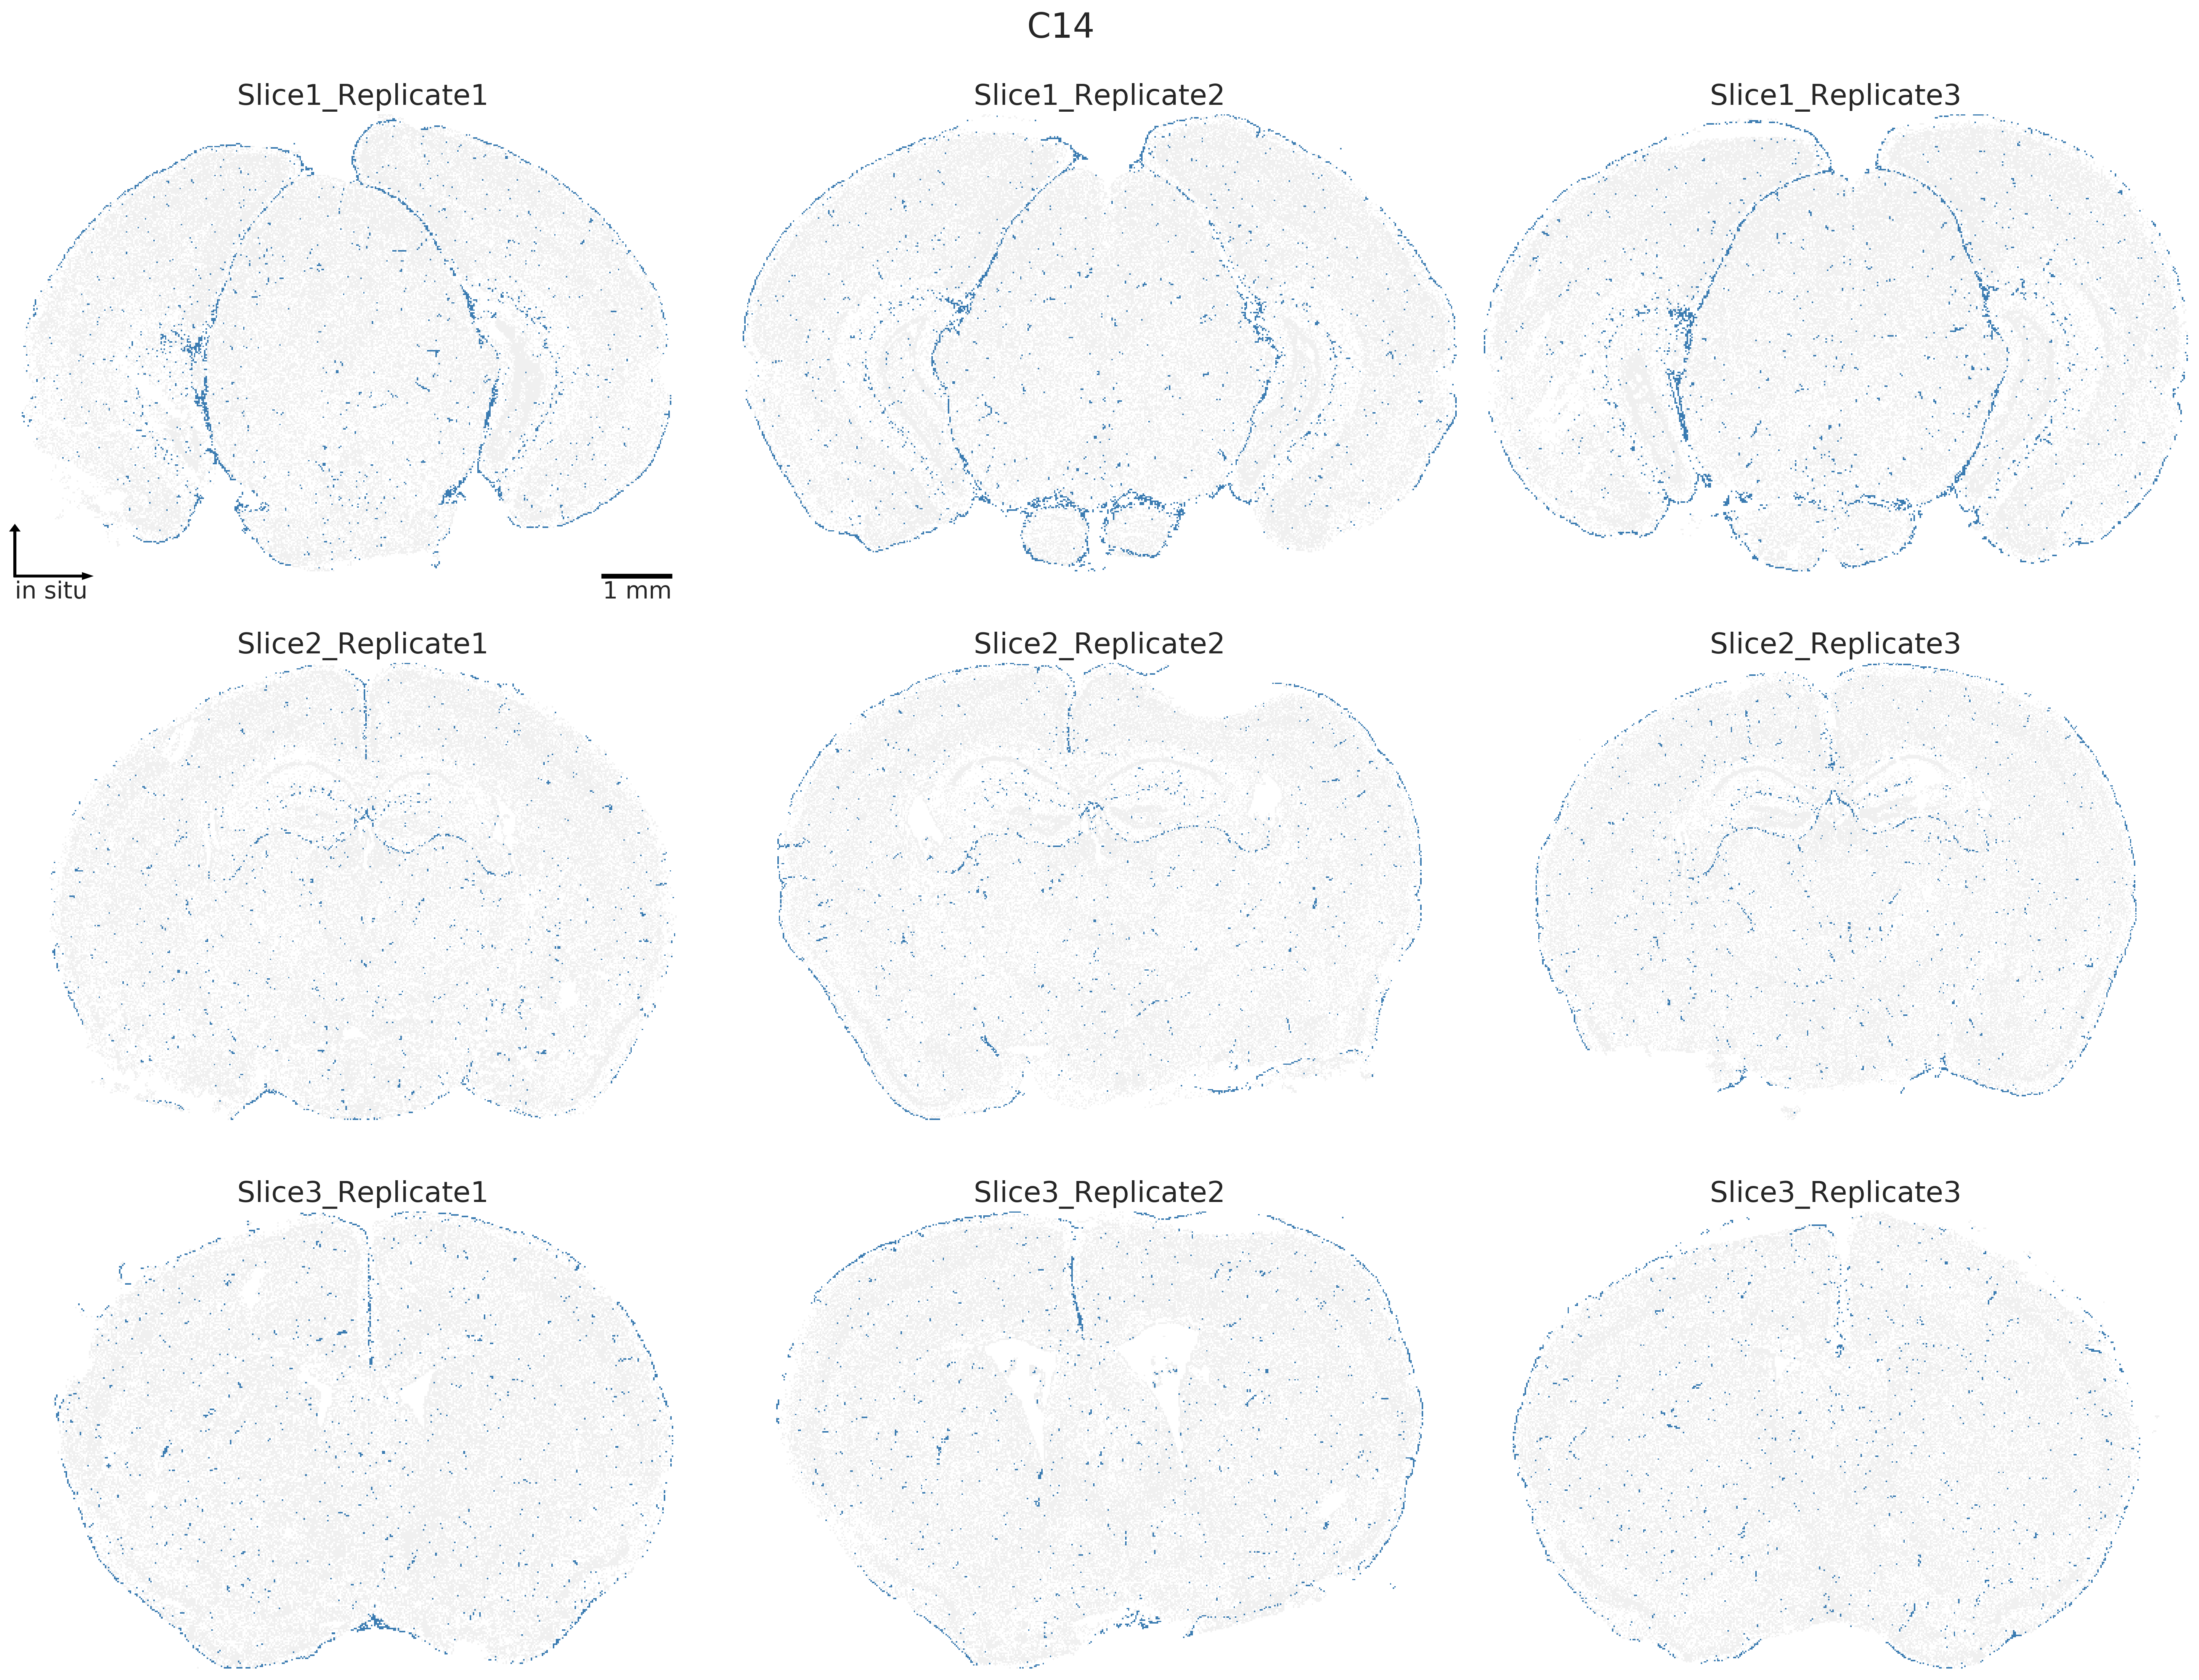 C14
Slice1_Replicate1
Slice1_Replicate2
Slice1_Replicate3
in situ
1 mm
Slice2_Replicate1
Slice2_Replicate2
Slice2_Replicate3
Slice3_Replicate1
Slice3_Replicate2
Slice3_Replicate3